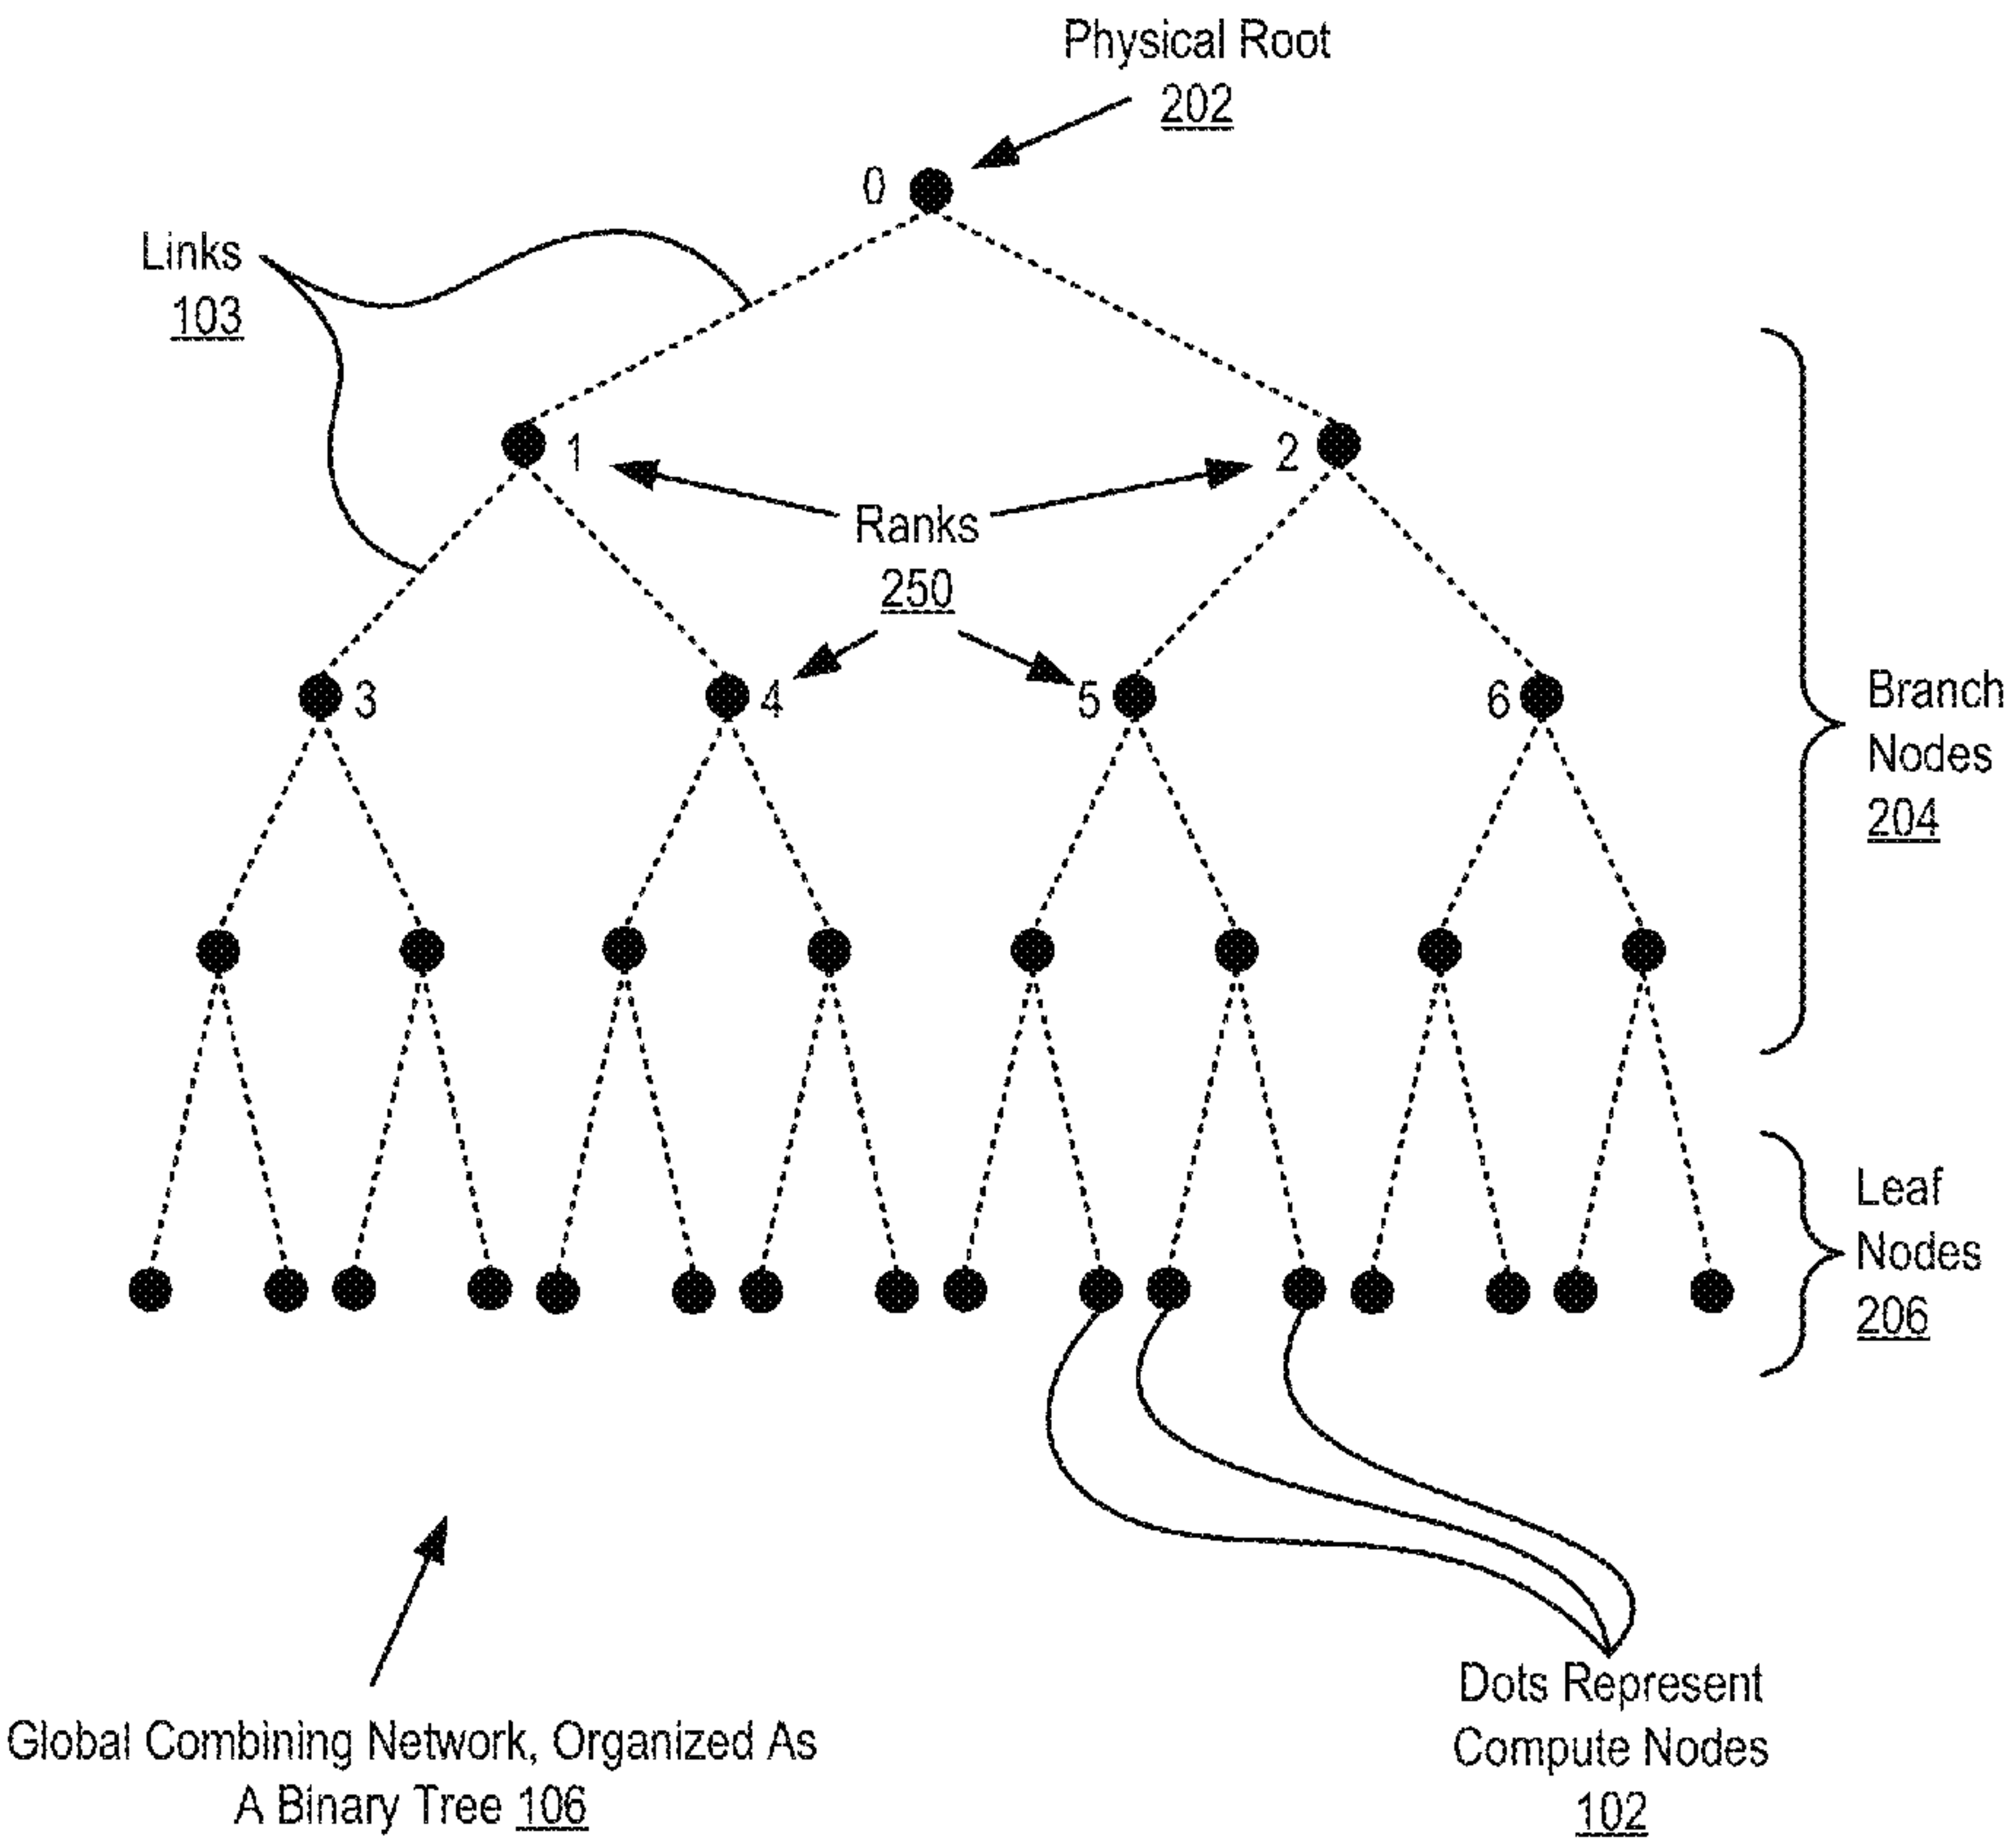 Physical Root
202
0
Links
103
1
2
Ranks
250
3
4
5
6
Branch
Nodes
204
Leaf
Nodes
206
Dots Represent
Compute Nodes
102
Global Combining Network, Organized As
A Binary Tree 106